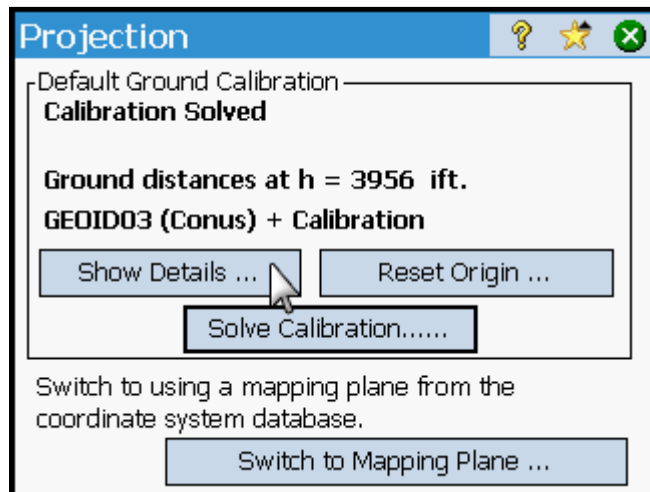 Projection
?
Default Ground Calibration
Calibration Solved
Ground distances at h = 3956 ift.
GEOID03 (Conus) + Calibration
Show Details ...
Reset Origin ...
Solve Calibration......
Switch to using a mapping plane from the
coordinate system database.
Switch to Mapping Plane ...